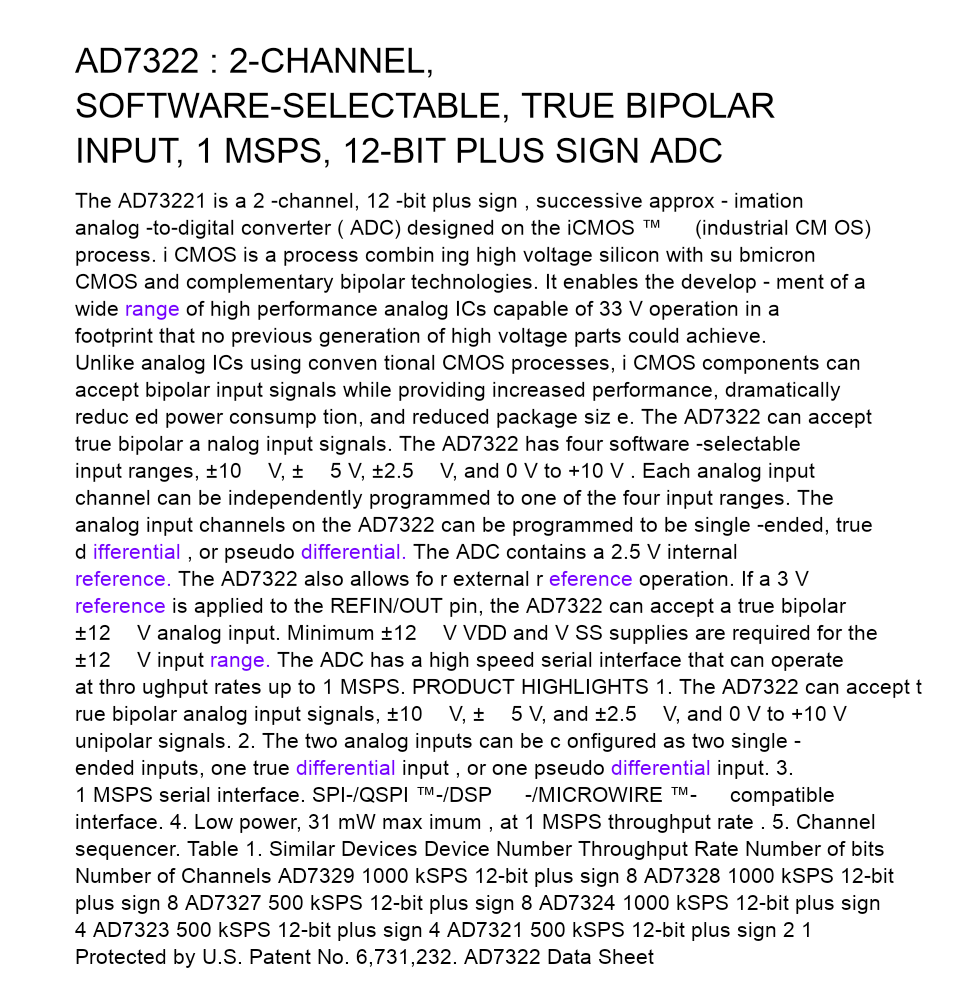 AD7322 : 2-CHANNEL,
SOFTWARE-SELECTABLE, TRUE BIPOLAR
INPUT, 1 MSPS, 12-BIT PLUS SIGN ADC
The AD73221 is a 2 -channel, 12 -bit plus sign , successive approx - imation
analog -to-digital converter ( ADC) designed on the iCMOS ™ (industrial CM OS)
process. i CMOS is a process combin ing high voltage silicon with su bmicron
CMOS and complementary bipolar technologies. It enables the develop - ment of a
wide range of high performance analog ICs capable of 33 V operation in a
footprint that no previous generation of high voltage parts could achieve.
Unlike analog ICs using conven tional CMOS processes, i CMOS components can
accept bipolar input signals while providing increased performance, dramatically
reduc ed power consump tion, and reduced package siz e. The AD7322 can accept
true bipolar a nalog input signals. The AD7322 has four software -selectable
input ranges, ±10 V, ± 5 V, ±2.5 V, and 0 V to +10 V . Each analog input
channel can be independently programmed to one of the four input ranges. The
analog input channels on the AD7322 can be programmed to be single -ended, true
d ifferential , or pseudo differential. The ADC contains a 2.5 V internal
reference. The AD7322 also allows fo r external r eference operation. If a 3 V
reference is applied to the REFIN/OUT pin, the AD7322 can accept a true bipolar
±12 V analog input. Minimum ±12 V VDD and V SS supplies are required for the
±12 V input range. The ADC has a high speed serial interface that can operate
at thro ughput rates up to 1 MSPS. PRODUCT HIGHLIGHTS 1. The AD7322 can accept t
rue bipolar analog input signals, ±10 V, ± 5 V, and ±2.5 V, and 0 V to +10 V
unipolar signals. 2. The two analog inputs can be c onfigured as two single -
ended inputs, one true differential input , or one pseudo differential input. 3.
1 MSPS serial interface. SPI-/QSPI ™-/DSP -/MICROWIRE ™- compatible
interface. 4. Low power, 31 mW max imum , at 1 MSPS throughput rate . 5. Channel
sequencer. Table 1. Similar Devices Device Number Throughput Rate Number of bits
Number of Channels AD7329 1000 kSPS 12-bit plus sign 8 AD7328 1000 kSPS 12-bit
plus sign 8 AD7327 500 kSPS 12-bit plus sign 8 AD7324 1000 kSPS 12-bit plus sign
4 AD7323 500 kSPS 12-bit plus sign 4 AD7321 500 kSPS 12-bit plus sign 2 1
Protected by U.S. Patent No. 6,731,232. AD7322 Data Sheet